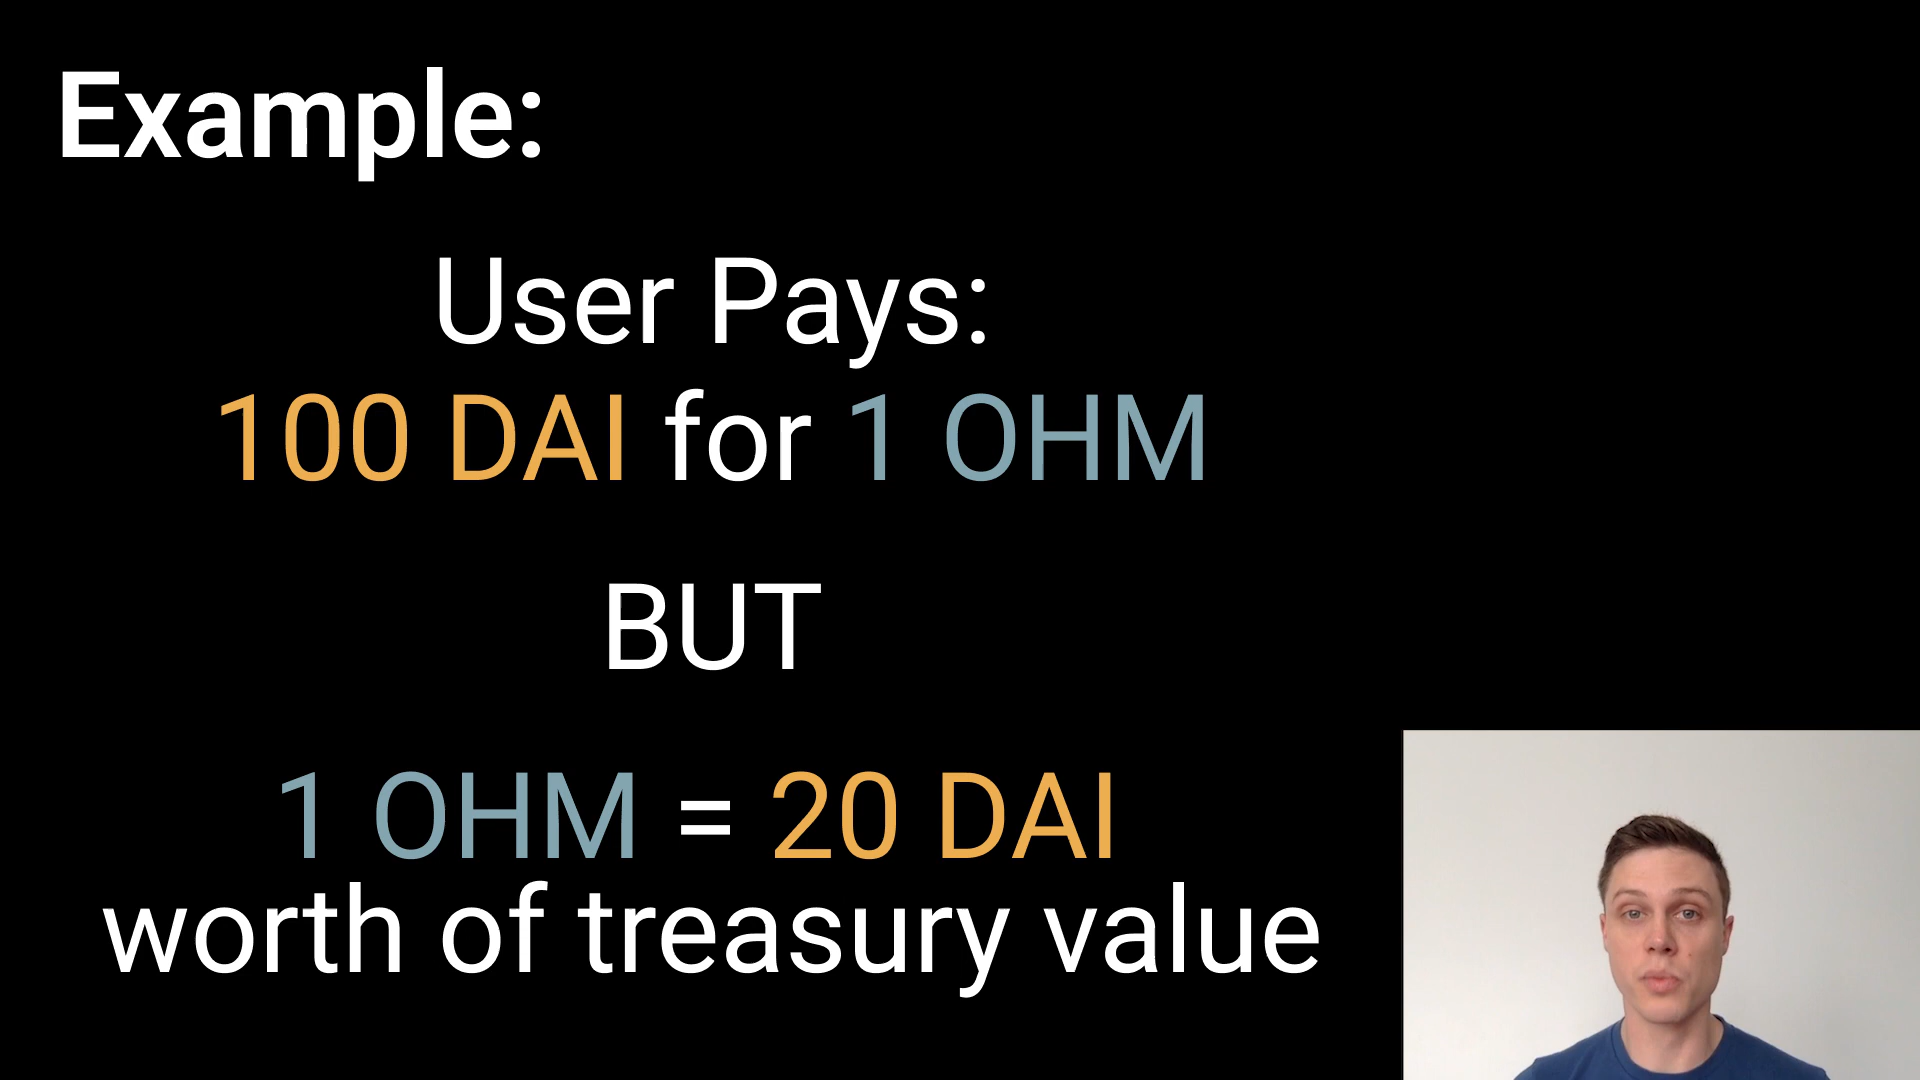 Example:
User Pays:
100 DAI for 1 OHM
BUT
1 OHM = 20 DAI
worth of treasury value